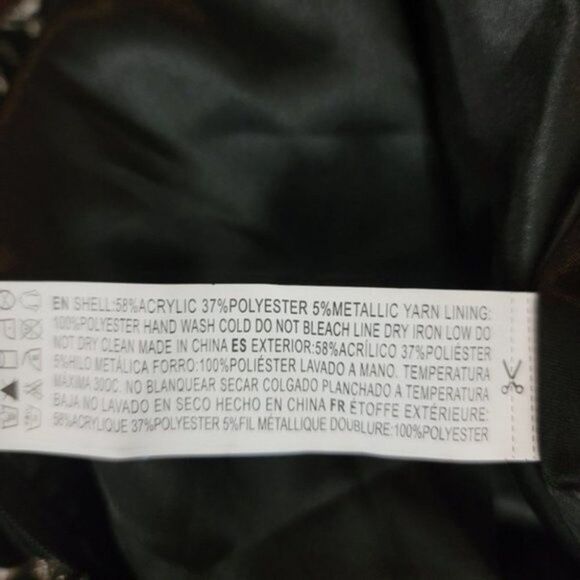 EN SHELL:58%ACRYLIC 37%POLYESTER 5%METALLIC YARN LINING:
100%POLYESTER HAND WASH COLD DO NOT BLEACH LINE DRY IRON LOW DO
NOT DRY CLEAN MADE IN CHINA ES EXTERIOR:58%ACRÍLICO 37%POLIÉSTER
5%HILO METÁLICA FORRO:100%POLIÉSTER LAVADO A MANO. TEMPERATURA
MÁXIMA 30OC. NO BLANQUEAR SECAR COLGADO PLANCHADO A TEMPERATURA
BAJA NO LAVADO EN SECO HECHO EN CHINA FR ÉTOFFE EXTÉRIEURE:
58%ACRYLIQUE 37%POLYESTER 5%FIL MÉTALLIQUE DOUBLURE:100%POLYESTER